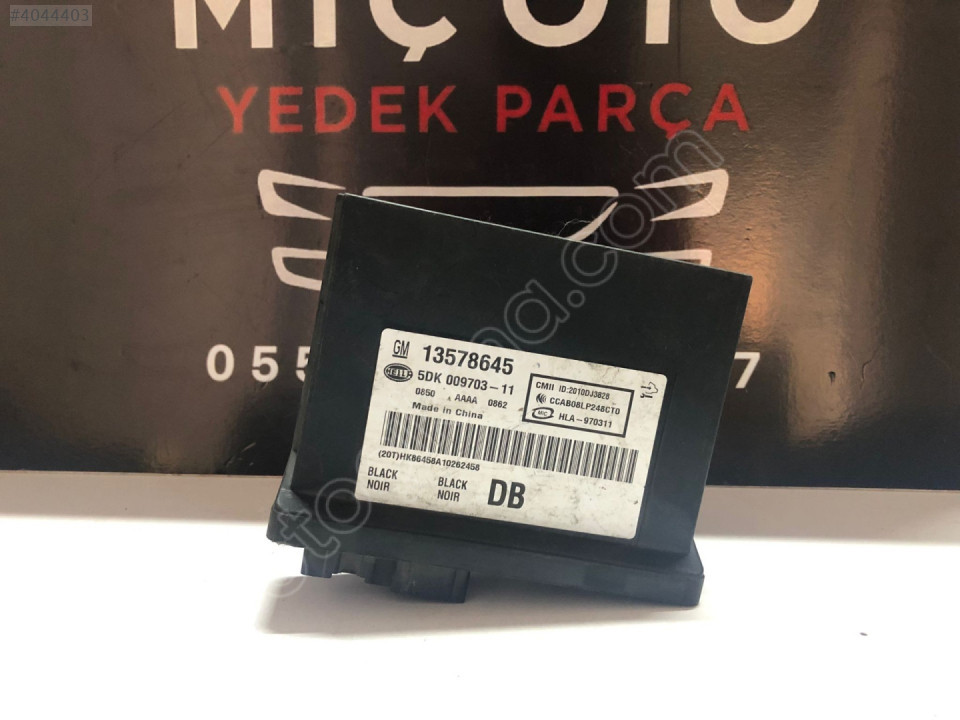 #4044403
MİÇ OTO
YEDEK PARÇA
055
7
GM 13578645
HELLA 5DK 009703-11
0850 AAAA 0862
Made in China
CMII ID:2010DJ3828
CCAB08LP248CT0
MIC HLA-970311
(20T)HK86458A10262458
BLACK BLACK DB
NOIR NOIR